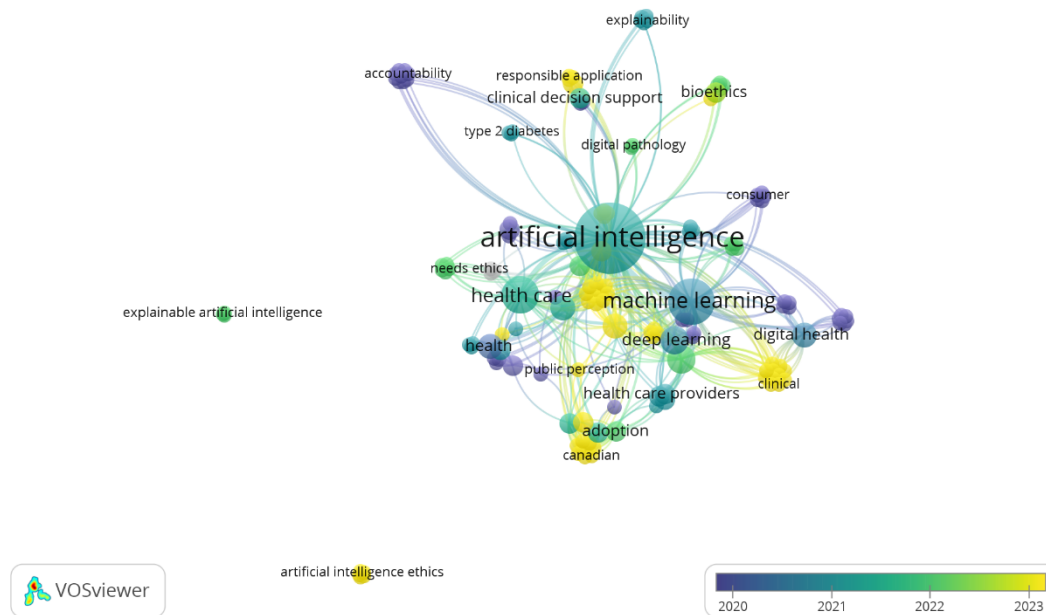 explainability
accountability
responsible application
clinical decision support
bioethics
type 2 diabetes
digital pathology
consumer
artificial intelligence
needs ethics
health care
machine learning
explainable artificial intelligence
digital health
deep learning
health
public perception
clinical
health care providers
adoption
canadian
artificial intelligence ethics
VOSviewer
2020
2021
2022
2023